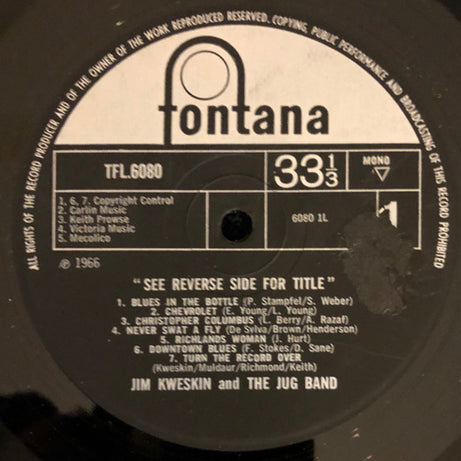 ALL RIGHTS OF THE RECORD PRODUCER AND OF THE OWNER OF THE WORK REPRODUCED RESERVED. COPYING, PUBLIC PERFORMANCE AND BROADCASTING OF THIS RECORD PROHIBITED
fontana
TFL.6080
33 1/3
MONO
1, 6, 7. Copyright Control
2. Carlin Music
3. Keith Prowse
4. Victoria Music
5. Mecolico
6080 1L
1
℗ 1966
"SEE REVERSE SIDE FOR TITLE"
1. BLUES IN THE BOTTLE (P. Stampfel/S. Weber)
2. CHEVROLET (E. Young/L. Young)
3. CHRISTOPHER COLUMBUS (L. Berry/A. Razat)
4. NEVER SWAT A FLY (De Sylva/Brown/Henderson)
5. RICHLANDS WOMAN (J. Hurt)
6. DOWNTOWN BLUES (F. Stokes/D. Sane)
7. TURN THE RECORD OVER
(Kweskin/Muldaur/Richmond/Keith)
JIM KWESKIN and THE JUG BAND